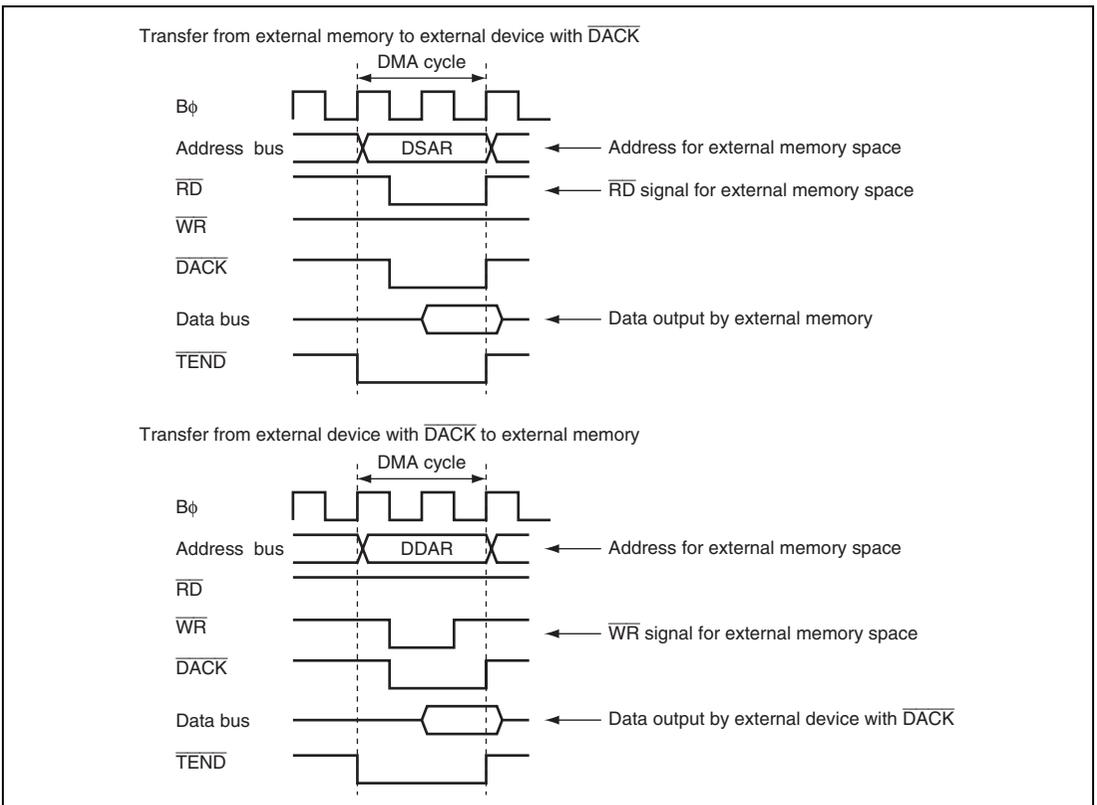 Transfer from external memory to external device with DACK
DMA cycle
Bφ
Address bus DSAR Address for external memory space
RD RD signal for external memory space
WR
DACK
Data bus Data output by external memory
TEND
Transfer from external device with DACK to external memory
DMA cycle
Bφ
Address bus DDAR Address for external memory space
RD
WR WR signal for external memory space
DACK
Data bus Data output by external device with DACK
TEND